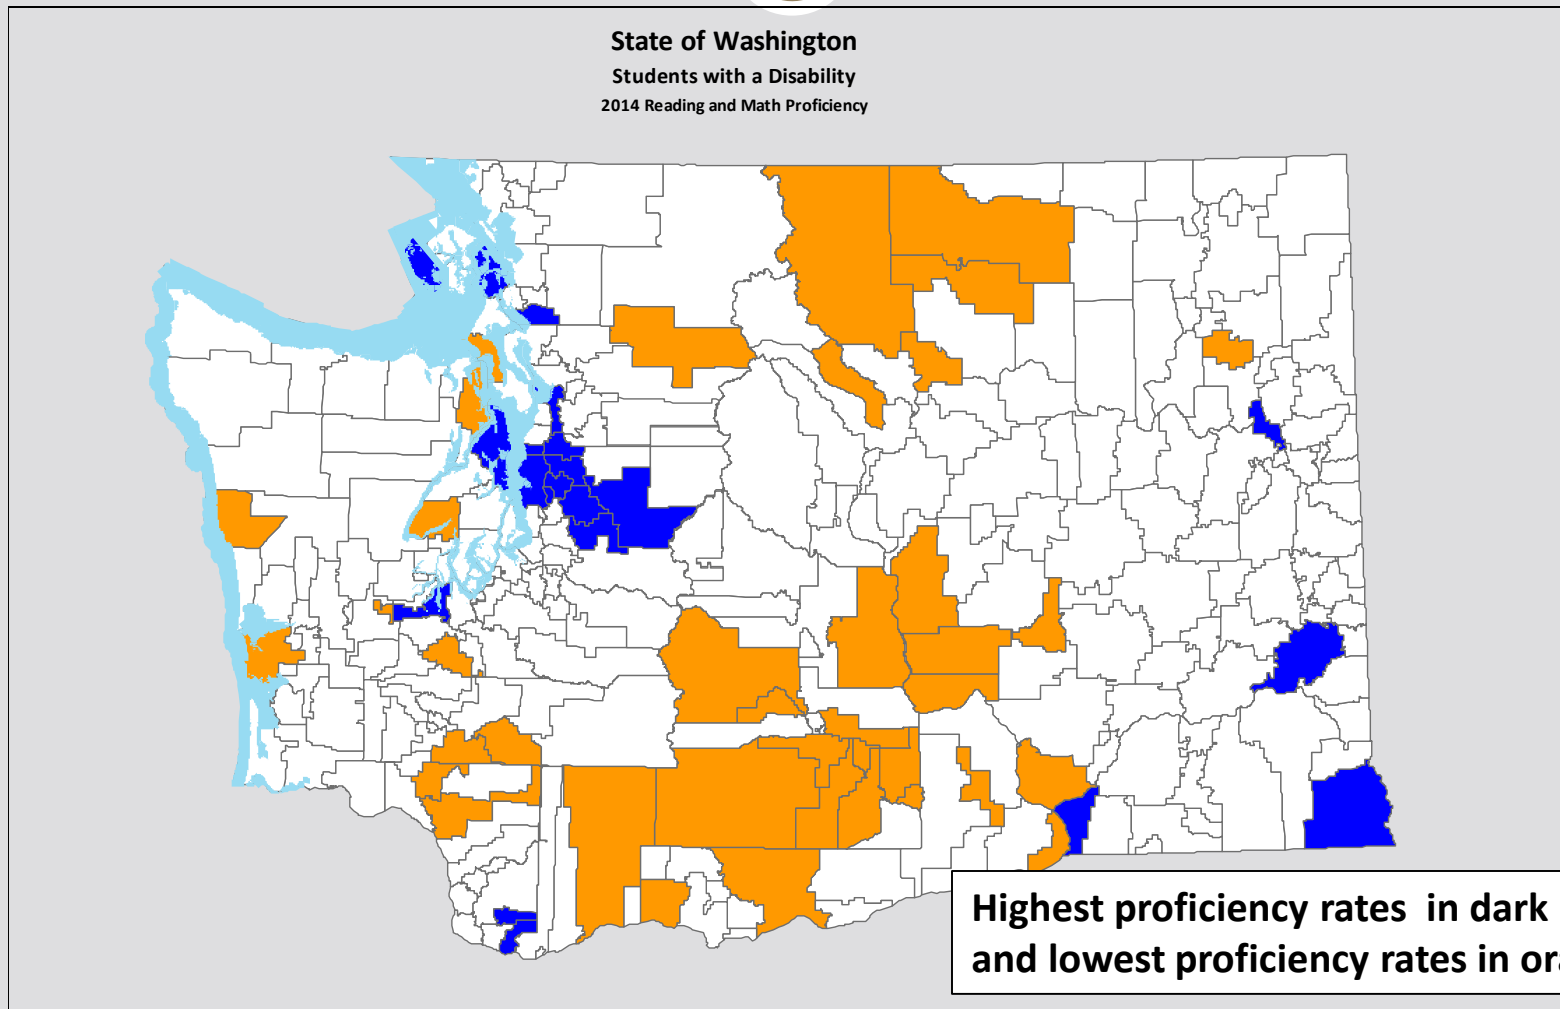 State of Washington
Students with a Disability
2014 Reading and Math Proficiency
Highest proficiency rates in dark
and lowest proficiency rates in